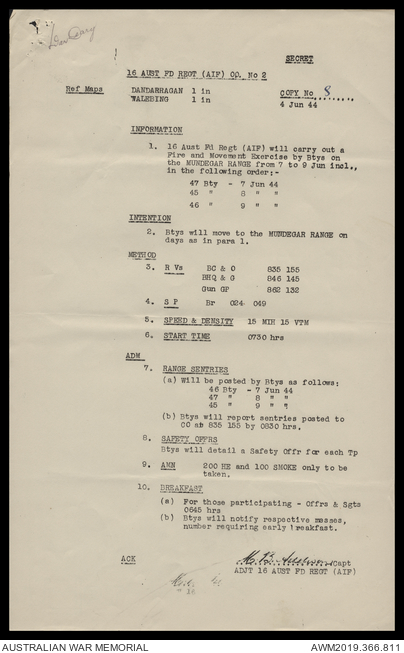 War Diary
SECRET
16 AUST FD REGT (AIF) OO. No 2
Ref Maps DANDARRAGAN 1 in
WALEBING 1 in
COPY No 8
4 Jun 44
INFORMATION
1. 16 Aust Fd Regt (AIF) will carry out a
Fire and Movement Exercise by Btys on
the MUNDEGAR RANGE from 7 to 9 Jun incl.,
in the following order:-
47 Bty - 7 Jun 44
45 " 8 " "
46 " 9 " "
INTENTION
2. Btys will move to the MUNDEGAR RANGE on
days as in para 1.
METHOD
3. R Vs BC & O 835 155
BHQ & G 846 145
Gun GP 862 132
4. S P Br 024 049
5. SPEED & DENSITY 15 MIH 15 VTM
6. START TIME 0730 hrs
ADM
7. RANGE SENTRIES
(a) Will be posted by Btys as follows:
46 Bty - 7 Jun 44
47 " 8 " "
45 " 9 " "
(b) Btys will report sentries posted to
CO at 835 155 by 0830 hrs.
8. SAFETY OFFRS
Btys will detail a Safety Offr for each Tp
9. AMN 200 HE and 100 SMOKE only to be
taken.
10. BREAKFAST
(a) For those participating - Offrs & Sgts
0645 hrs
(b) Btys will notify respective messes,
number requiring early breakfast.
ACK
Capt
ADJT 16 AUST FD REGT (AIF)
AUSTRALIAN WAR MEMORIAL
AWM2019.366.811